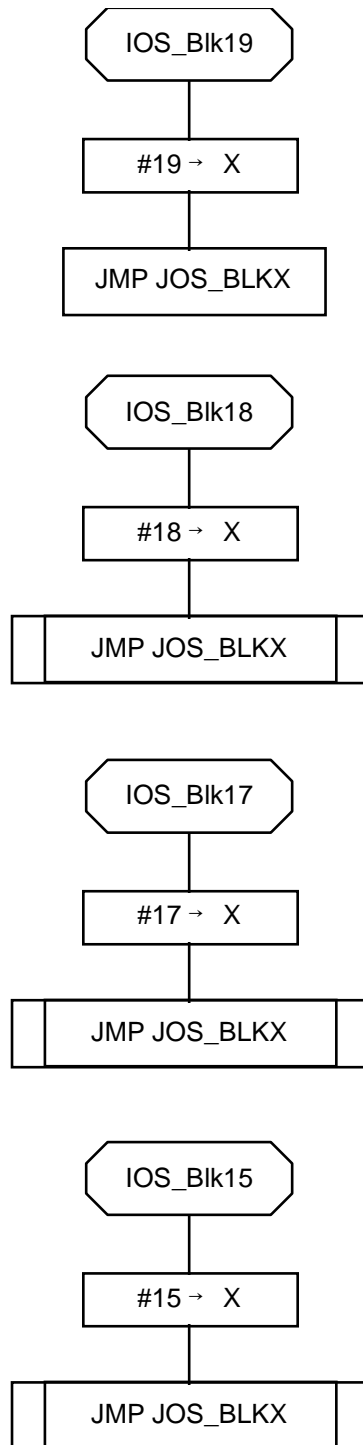 IOS_Blk19
#19→ X
JMP JOS_BLKX
IOS_Blk18
#18→ X
JMP JOS_BLKX
IOS_Blk17
#17→ X
JMP JOS_BLKX
IOS_Blk15
#15→ X
JMP JOS_BLKX